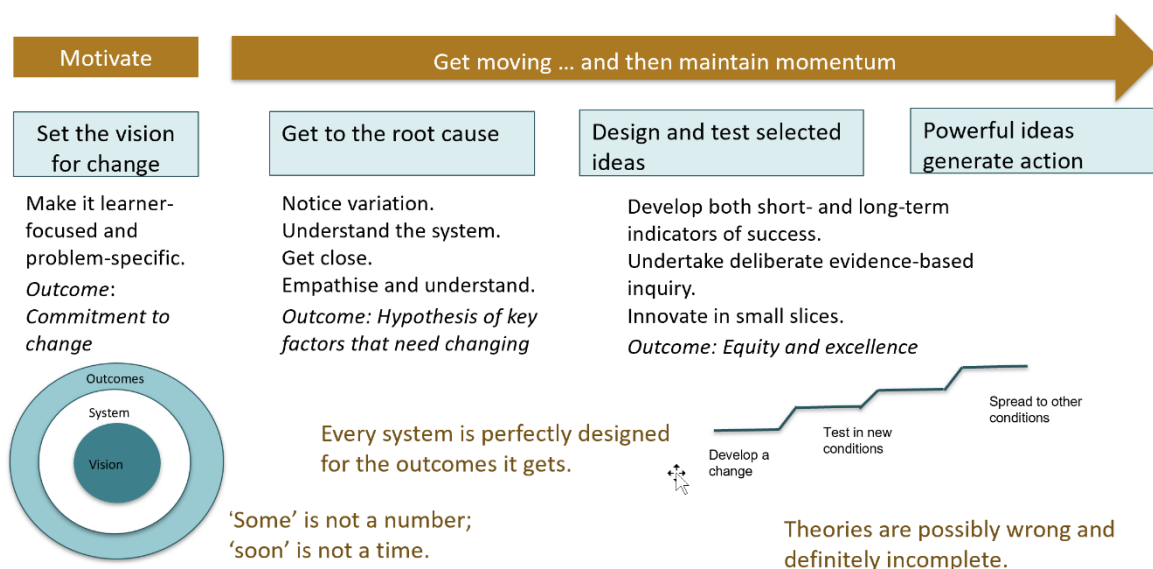 Motivate
Get moving ... and then maintain momentum
Set the vision
for change
Get to the root cause
Design and test selected
ideas
Powerful ideas
generate action
Make it learner-
focused and
problem-specific.
Outcome:
Commitment to
change
Notice variation.
Understand the system.
Get close.
Empathise and understand.
Outcome: Hypothesis of key
factors that need changing
Develop both short- and long-term
indicators of success.
Undertake deliberate evidence-based
inquiry.
Innovate in small slices.
Outcome: Equity and excellence
Outcomes
System
Vision
Every system is perfectly designed
for the outcomes it gets.
Develop a
change
Test in new
conditions
Spread to other
conditions
‘Some’ is not a number;
‘soon’ is not a time.
Theories are possibly wrong and
definitely incomplete.